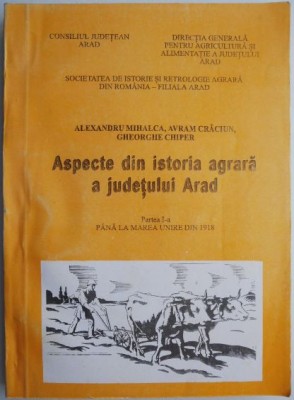 CONSILIUL JUDEȚEAN
ARAD
DIRECȚIA GENERALĂ
PENTRU AGRICULTURĂ ȘI
ALIMENTAȚIE A JUDEȚULUI
ARAD
SOCIETATEA DE ISTORIE ȘI RETROLOGIE AGRARĂ
DIN ROMÂNIA – FILIALA ARAD
ALEXANDRU MIHALCA, AVRAM CRĂCIUN,
GHEORGHE CHIPER
Aspecte din istoria agrară
a județului Arad
Partea I-a
PÂNĂ LA MAREA UNIRE DIN 1918